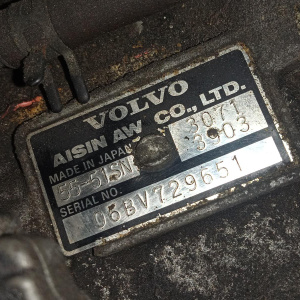 VOLVO
AISIN AW CO., LTD.
MADE IN JAPAN 3071
55-51SN 3903
SERIAL NO.
06BV729651